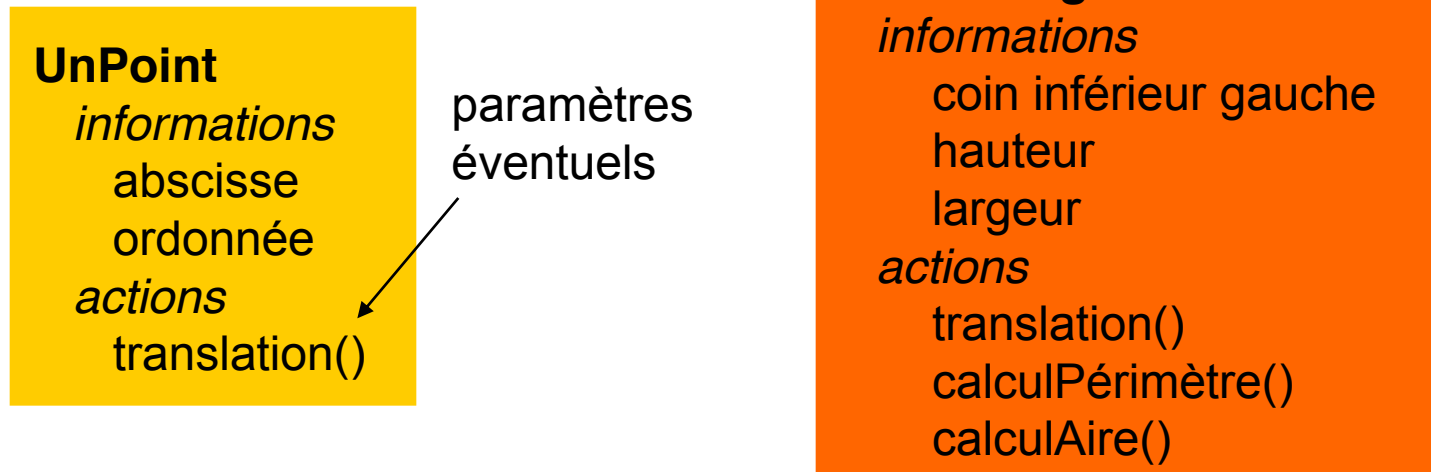 UnPoint
informations
abscisse
ordonnée
actions
translation()
paramètres
éventuels
informations
coin inférieur gauche
hauteur
largeur
actions
translation()
calculPérimètre()
calculAire()